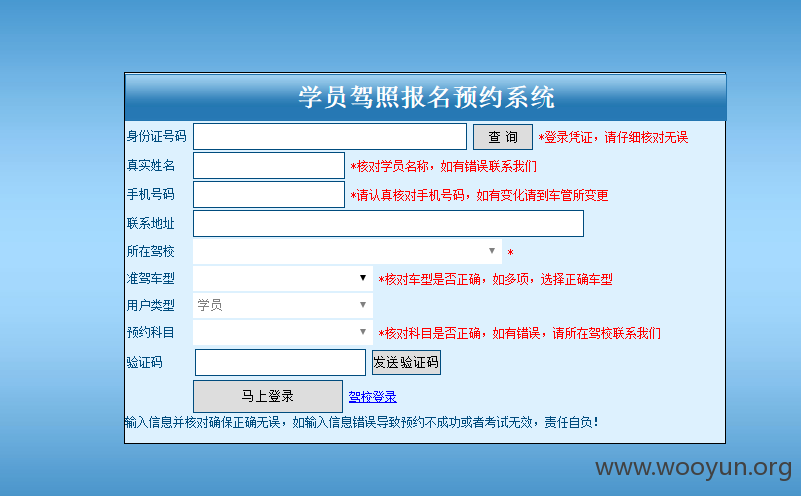 学员驾照报名预约系统
身份证号码 查 询 *登录凭证，请仔细核对无误
真实姓名 *核对学员名称，如有错误联系我们
手机号码 *请认真核对手机号码，如有变化请到车管所变更
联系地址
所在驾校 *
准驾车型 *核对车型是否正确，如多项，选择正确车型
用户类型 学员
预约科目 *核对科目是否正确，如有错误，请所在驾校联系我们
验证码 发送验证码
马上登录 驾校登录
输入信息并核对确保正确无误，如输入信息错误导致预约不成功或者考试无效，责任自负！
www.wooyun.org